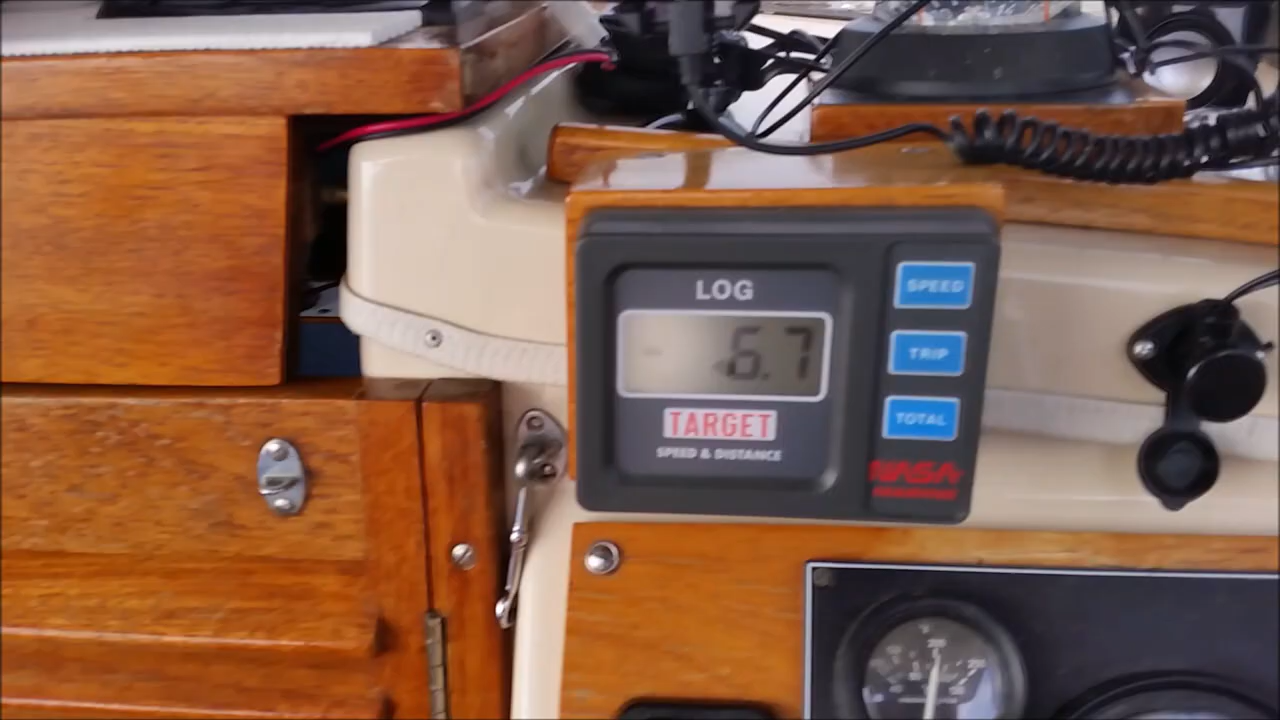 LOG
6.7
TARGET
SPEED & DISTANCE
SPEED
TRIP
TOTAL
NASA